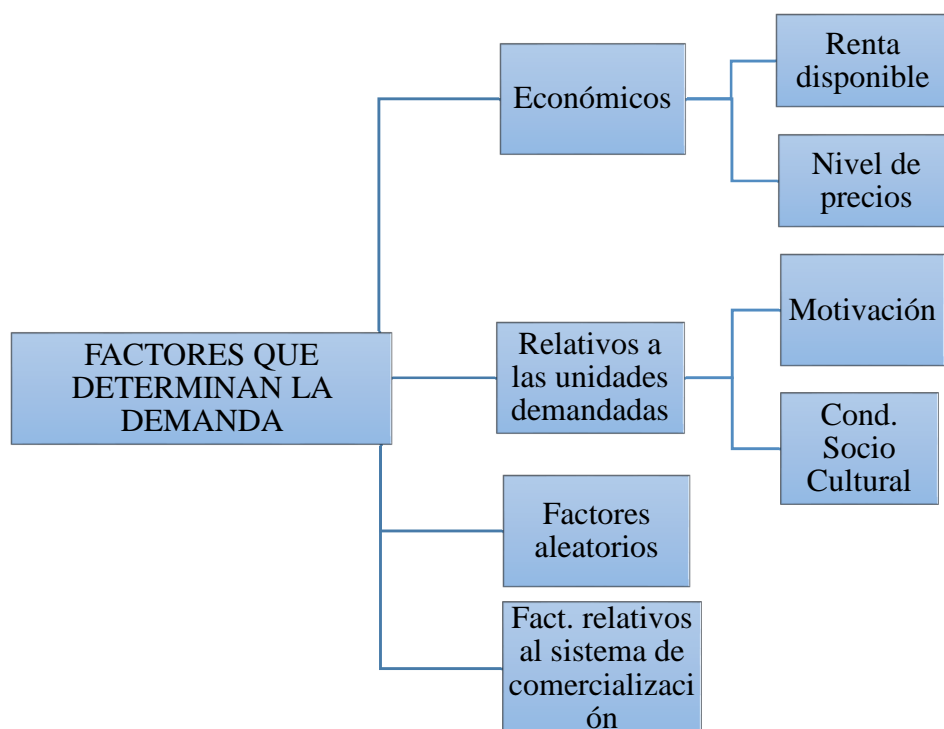 FACTORES QUE
DETERMINAN LA
DEMANDA
Económicos
Renta
disponible
Nivel de
precios
Relativos a
las unidades
demandadas
Motivación
Cond.
Socio
Cultural
Factores
aleatorios
Fact. relativos
al sistema de
comercializaci
ón